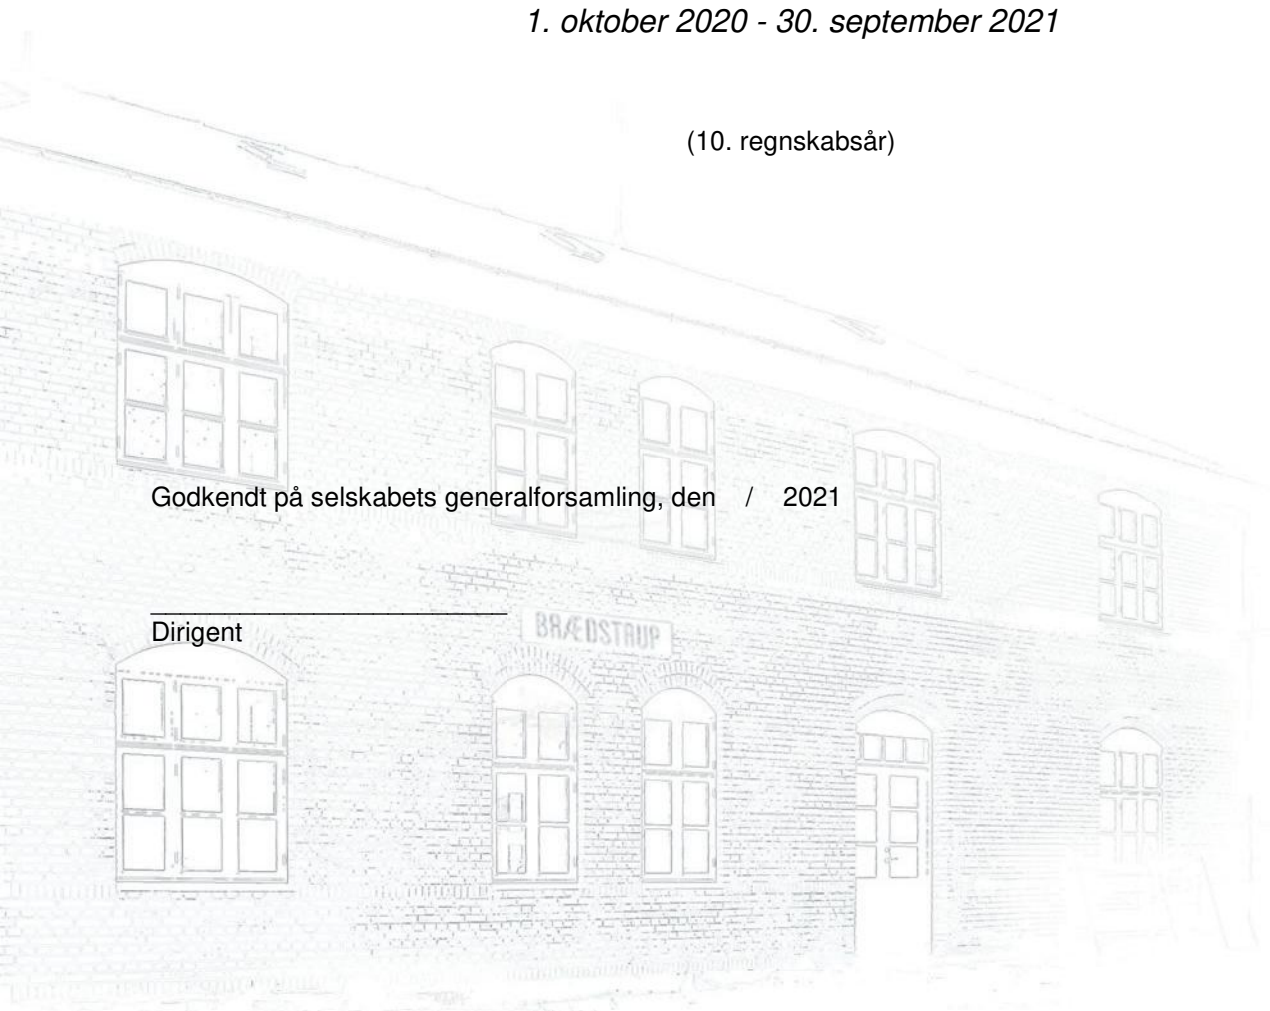 1. oktober 2020 - 30. september 2021
(10. regnskabsår)
Godkendt på selskabets generalforsamling, den / 2021
Dirigent
BRÆDSTRUP